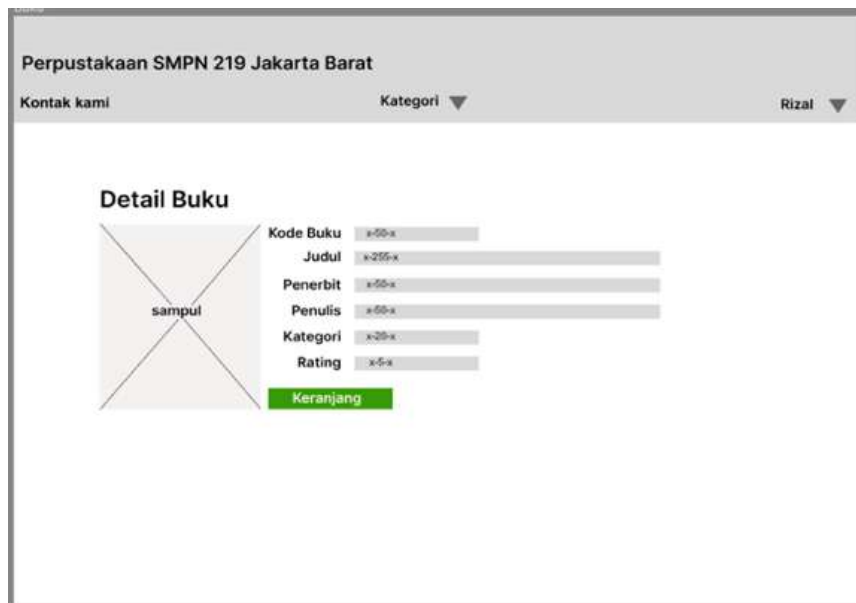 Perpustakaan SMPN 219 Jakarta Barat
Kontak kami Kategori Rizal
Detail Buku
sampul
Kode Buku x-50-x
Judul x-255-x
Penerbit x-50-x
Penulis x-50-x
Kategori x-20-x
Rating x-5-x
Keranjang